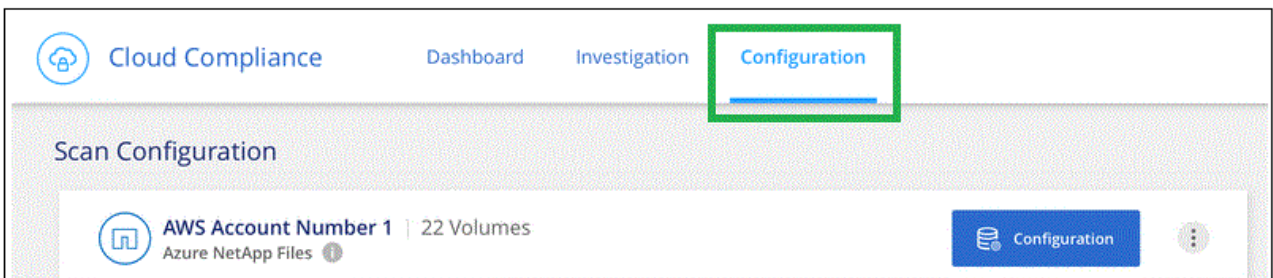 Cloud Compliance Dashboard Investigation Configuration
Scan Configuration
AWS Account Number 1 | 22 Volumes
Azure NetApp Files
Configuration